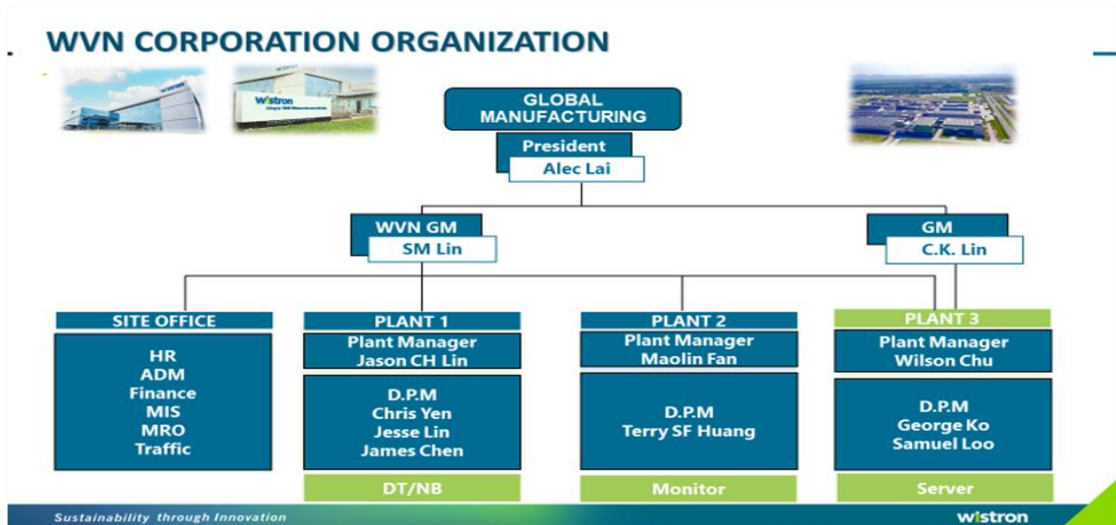 WVN CORPORATION ORGANIZATION
wistron
Wistron
GLOBAL
MANUFACTURING
President
Alec Lai
WVN GM
SM Lin
GM
C.K. Lin
SITE OFFICE
HR
ADM
Finance
MIS
MRO
Traffic
PLANT 1
Plant Manager
Jason CH Lin
D.P.M
Chris Yen
Jesse Lin
James Chen
DT/NB
PLANT 2
Plant Manager
Maolin Fan
D.P.M
Terry SF Huang
Monitor
PLANT 3
Plant Manager
Wilson Chu
D.P.M
George Ko
Samuel Loo
Server
Sustainability through Innovation
wistron